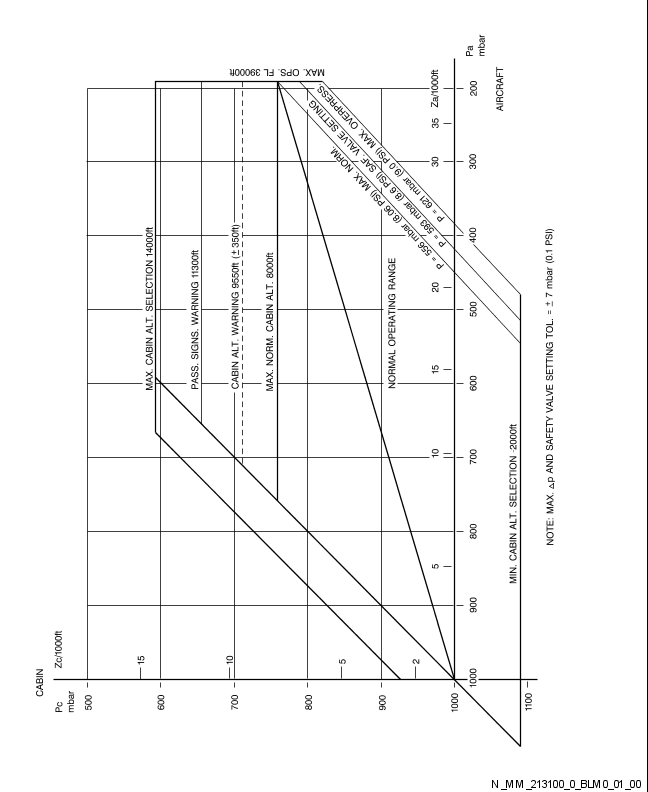 CABIN
Pc
mbar
Zc/1000ft
500
600
700
800
900
1000
1100
15
10
5
2
MAX. CABIN ALT. SELECTION 14000ft
PASS. SIGNS. WARNING 11300ft
CABIN ALT. WARNING 9550ft (±350ft)
MAX. NORM. CABIN ALT. 8000ft
NORMAL OPERATING RANGE
MIN. CABIN ALT. SELECTION -2000ft
MAX. OPS. FL 39000ft
P = 556 mbar (8.06 PSI) MAX. NORM.
P = 593 mbar (8.6 PSI) SAF. VALVE SETTING
P = 621 mbar (9.0 PSI) MAX. OVERPRESS.
Za/1000ft
35
30
20
15
10
5
Pa
mbar
AIRCRAFT
200
300
400
500
600
700
800
900
1000
NOTE: MAX. △p AND SAFETY VALVE SETTING TOL. = ± 7 mbar (0.1 PSI)
N_MM_213100_0_BLM0_01_00